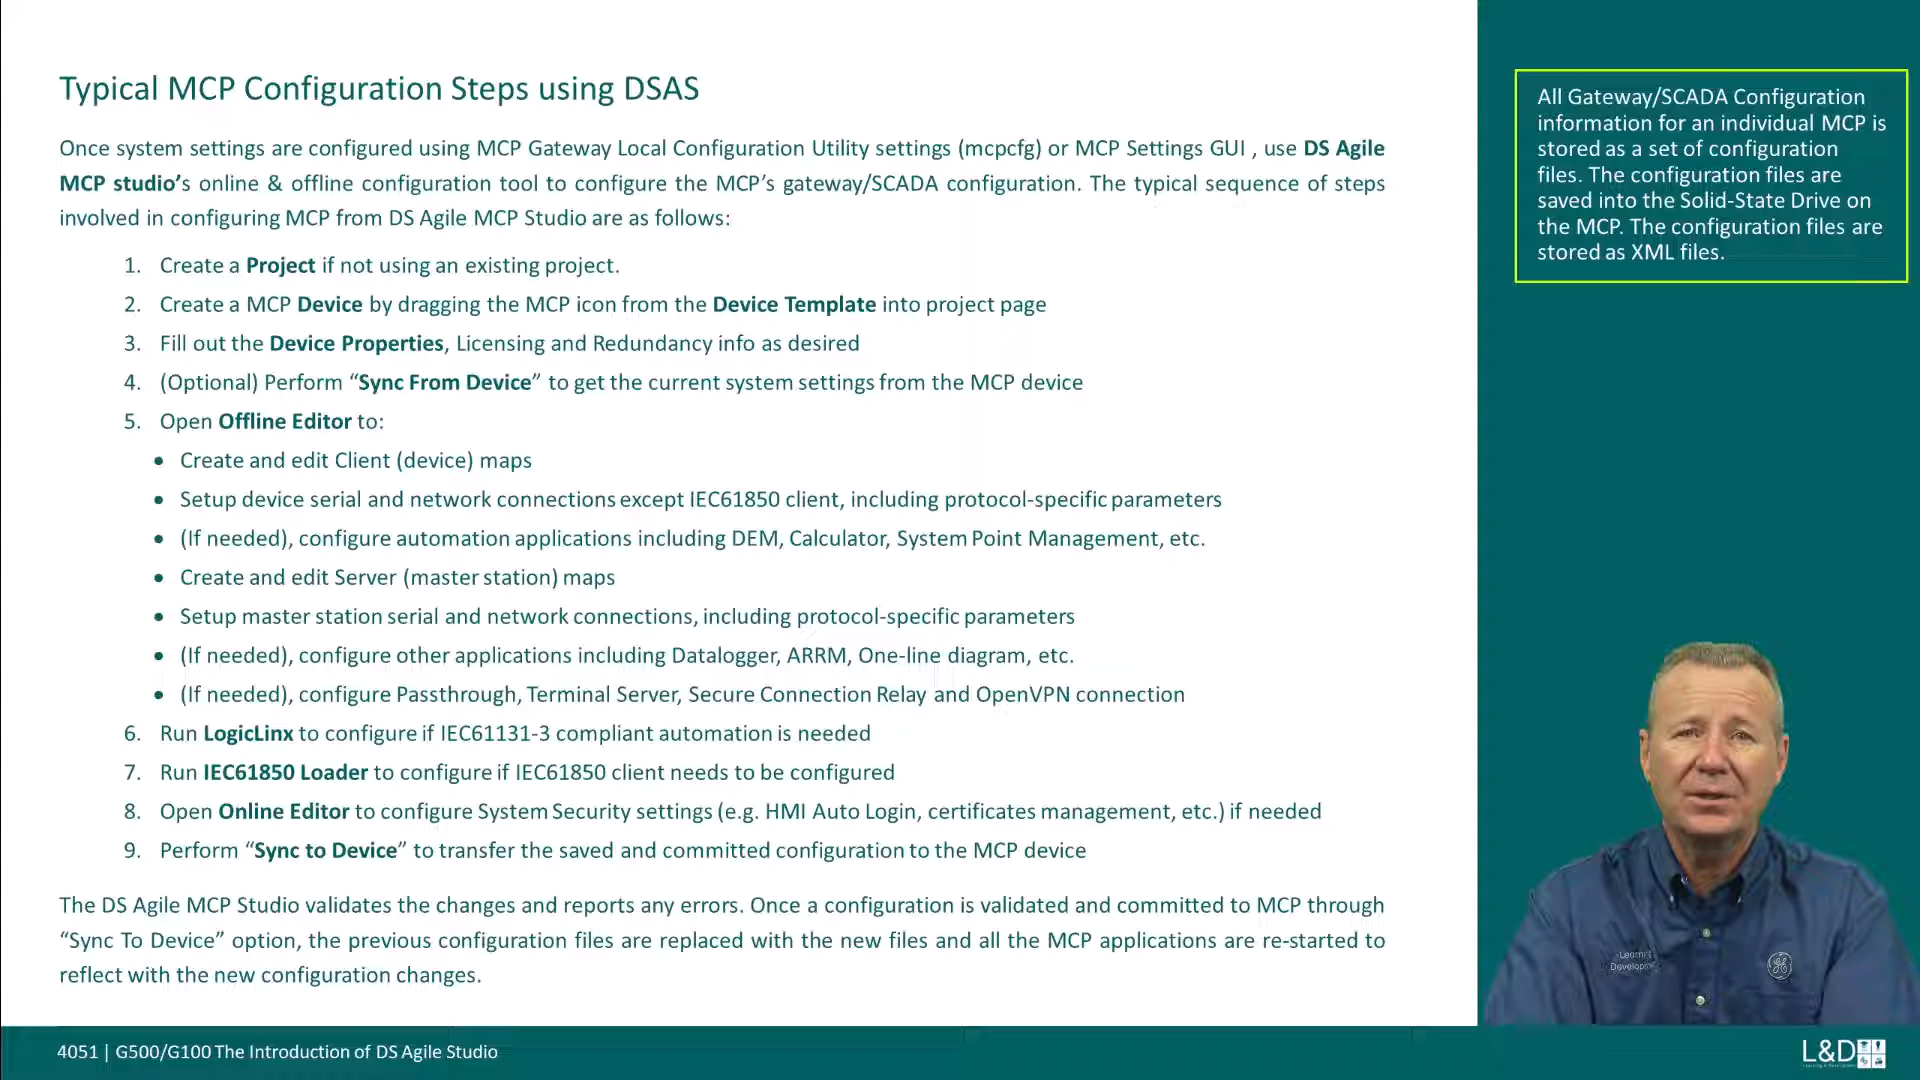 Typical MCP Configuration Steps using DSAS
Once system settings are configured using MCP Gateway Local Configuration Utility settings (mcpcfg) or MCP Settings GUI , use DS Agile
MCP studio’s online & offline configuration tool to configure the MCP’s gateway/SCADA configuration. The typical sequence of steps
involved in configuring MCP from DS Agile MCP Studio are as follows:
1. Create a Project if not using an existing project.
2. Create a MCP Device by dragging the MCP icon from the Device Template into project page
3. Fill out the Device Properties, Licensing and Redundancy info as desired
4. (Optional) Perform “Sync From Device” to get the current system settings from the MCP device
5. Open Offline Editor to:
• Create and edit Client (device) maps
• Setup device serial and network connections except IEC61850 client, including protocol-specific parameters
• (If needed), configure automation applications including DEM, Calculator, System Point Management, etc.
• Create and edit Server (master station) maps
• Setup master station serial and network connections, including protocol-specific parameters
• (If needed), configure other applications including Datalogger, ARRM, One-line diagram, etc.
• (If needed), configure Passthrough, Terminal Server, Secure Connection Relay and OpenVPN connection
6. Run LogicLinx to configure if IEC61131-3 compliant automation is needed
7. Run IEC61850 Loader to configure if IEC61850 client needs to be configured
8. Open Online Editor to configure System Security settings (e.g. HMI Auto Login, certificates management, etc.) if needed
9. Perform “Sync to Device” to transfer the saved and committed configuration to the MCP device
The DS Agile MCP Studio validates the changes and reports any errors. Once a configuration is validated and committed to MCP through
“Sync To Device” option, the previous configuration files are replaced with the new files and all the MCP applications are re-started to
reflect with the new configuration changes.
All Gateway/SCADA Configuration
information for an individual MCP is
stored as a set of configuration
files. The configuration files are
saved into the Solid-State Drive on
the MCP. The configuration files are
stored as XML files.
4051 | G500/G100 The Introduction of DS Agile Studio
L&D